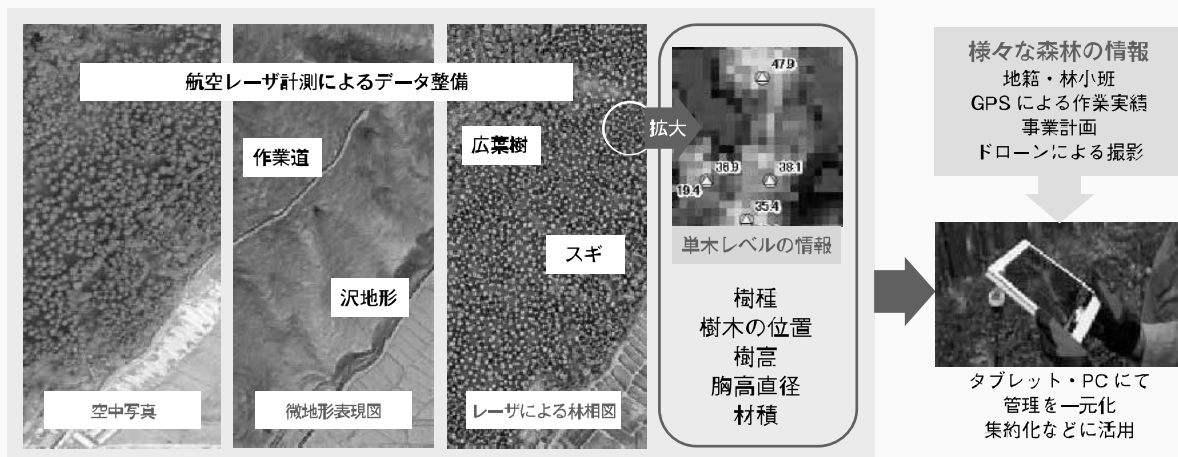 航空レーザ計測によるデータ整備
作業道
沢地形
広葉樹
スギ
空中写真
微地形表現図
レーザによる林相図
拡大
47.9
36.9
38.1
19.4
35.4
単木レベルの情報
樹種
樹木の位置
樹高
胸高直径
材積
様々な森林の情報
地籍・林小班
GPSによる作業実績
事業計画
ドローンによる撮影
タブレット・PCにて
管理を一元化
集約化などに活用